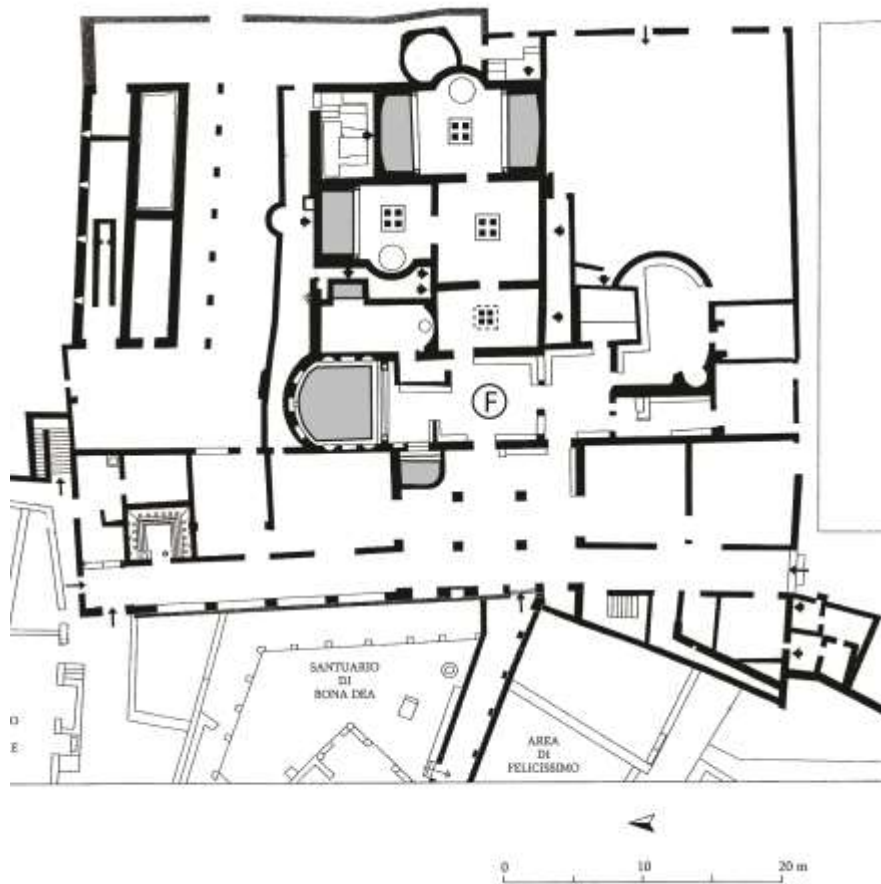 F
SANTUARIO
DI
BONA DEA
O
E
AREA
DI
FELICISSIMO
0 10 20 m